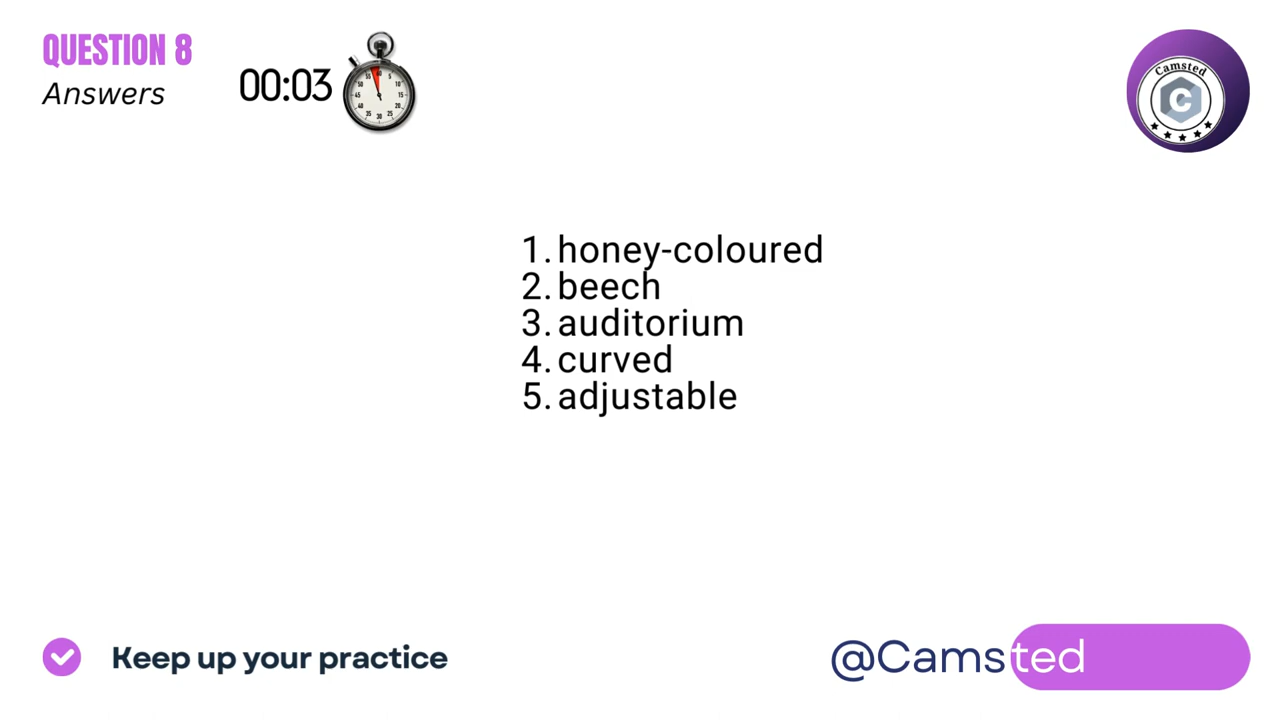 QUESTION 8
Answers
00:03
Camsted
C
1. honey-coloured
2. beech
3. auditorium
4. curved
5. adjustable
Keep up your practice
@Camsted